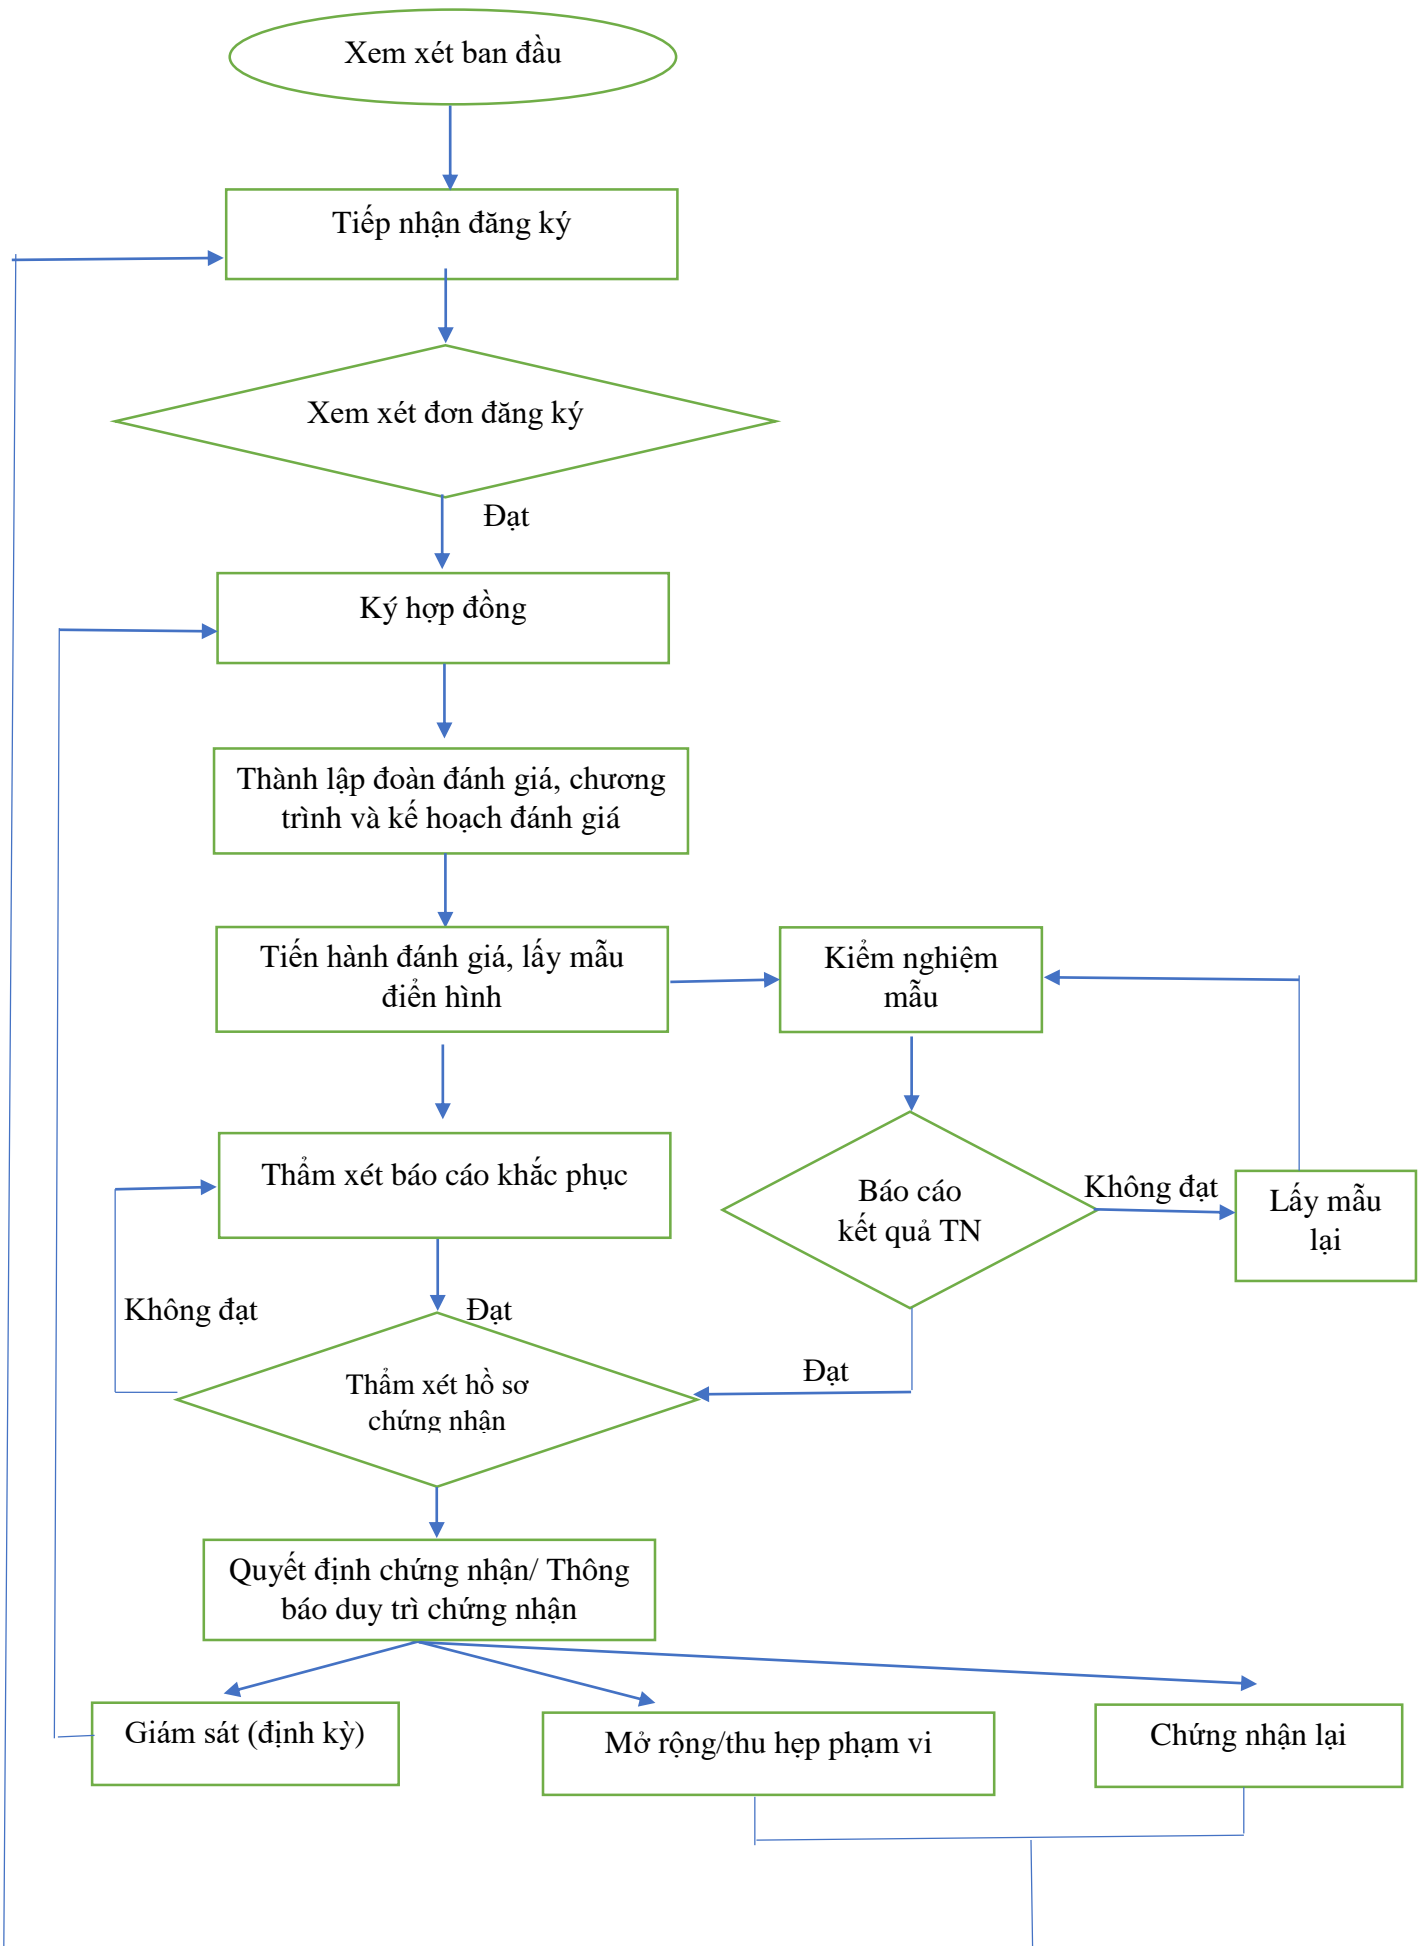 Xem xét ban đầu
Tiếp nhận đăng ký
Xem xét đơn đăng ký
Đạt
Ký hợp đồng
Thành lập đoàn đánh giá, chương
trình và kế hoạch đánh giá
Tiến hành đánh giá, lấy mẫu
điển hình
Kiểm nghiệm
mẫu
Thẩm xét báo cáo khắc phục
Báo cáo
kết quả TN
Không đạt
Lấy mẫu
lại
Không đạt
Đạt
Đạt
Thẩm xét hồ sơ
chứng nhận
Quyết định chứng nhận/ Thông
báo duy trì chứng nhận
Giám sát (định kỳ)
Mở rộng/thu hẹp phạm vi
Chứng nhận lại